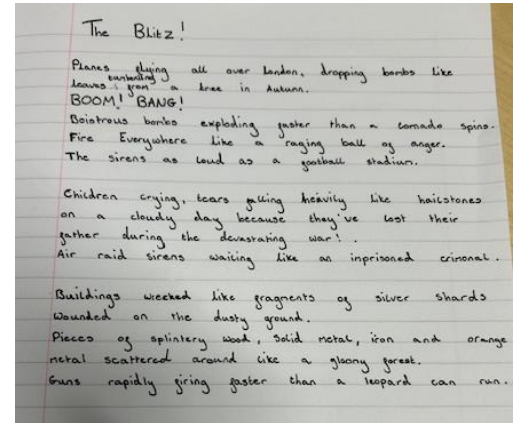 The Blitz!
Planes flying all over London, dropping bombs like
leaves tumbling from a tree in Autumn.
BOOM! BANG!
Boistrous bombs exploding faster than a tornado spins.
Fire Everywhere like a raging ball of anger.
The sirens as loud as a football stadium.
Children crying, tears falling heavily like hailstones
on a cloudy day because they've lost their
father during the devastating war!.
Air raid sirens wailing like an inprisoned crimonal.
Buildings wrecked like fragments of silver shards
wounded on the dusty ground.
Pieces of splintery wood, solid metal, iron and orange
metal scattered around like a gloomy forest.
Guns rapidly firing faster than a leopard can run.